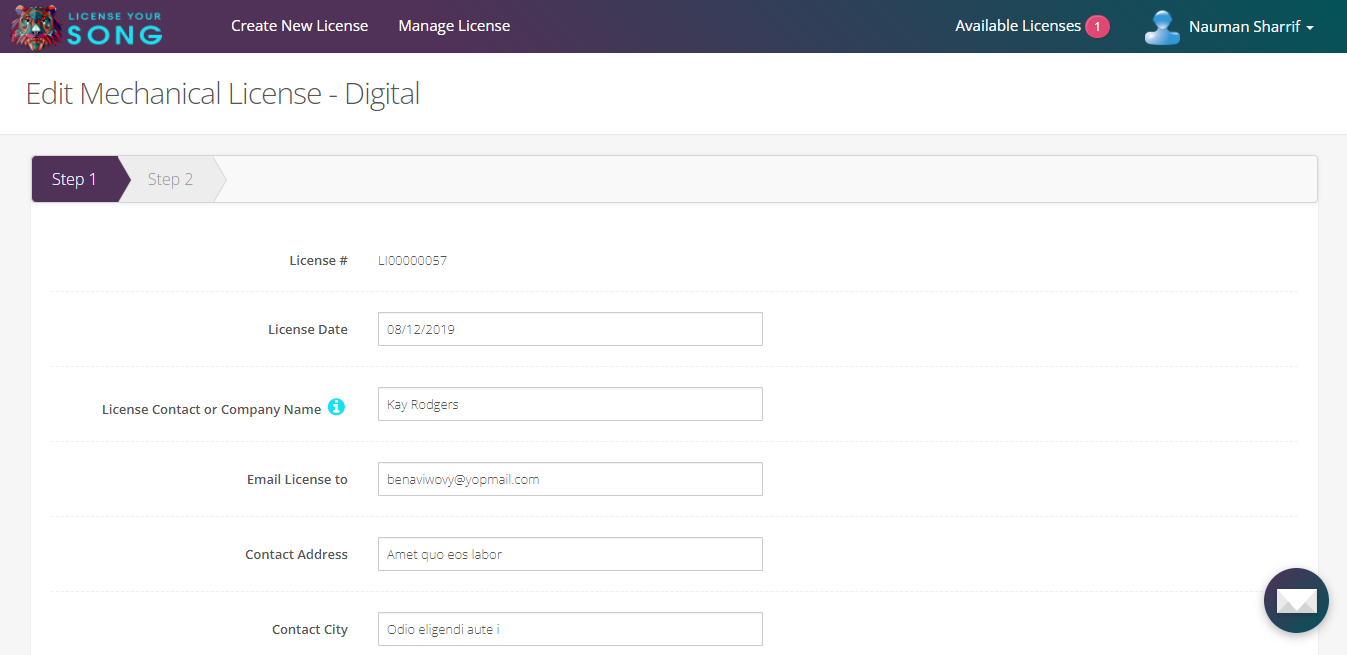 LICENSE YOUR
SONG
Create New License
Manage License
Available Licenses 1
Nauman Sharrif
Edit Mechanical License - Digital
Step 1
Step 2
License # LI00000057
License Date 08/12/2019
License Contact or Company Name Kay Rodgers
Email License to benaviwovy@yopmail.com
Contact Address Amet quo eos labor
Contact City Odio eligendi aute i